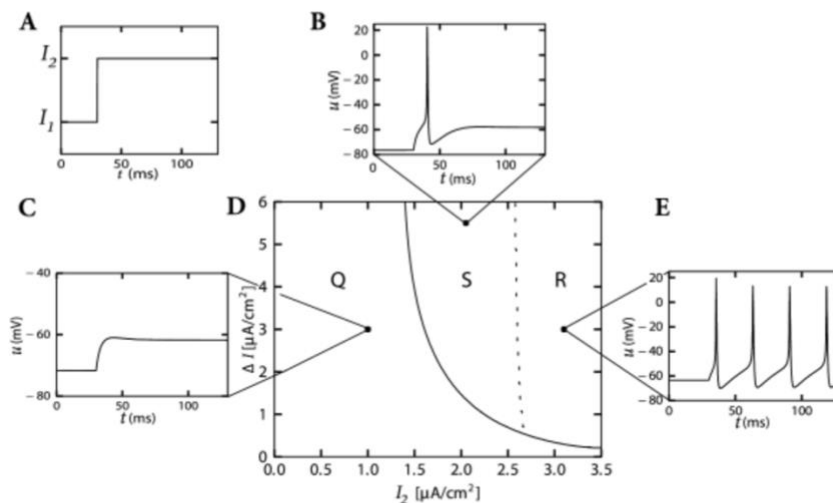 A
I₂
I₁
0
50
100
t (ms)
B
20
0
−20
−40
−60
−80
u (mV)
0
50
100
t (ms)
C
−40
−60
−80
u (mV)
0
50
100
t (ms)
D
6
5
4
3
2
1
0
Δ I [μA/cm²]
Q
S
R
0.0
0.5
1.0
1.5
2.0
2.5
3.0
3.5
I₂ [μA/cm²]
E
20
0
−20
−40
−60
−80
u (mV)
0
50
100
t (ms)